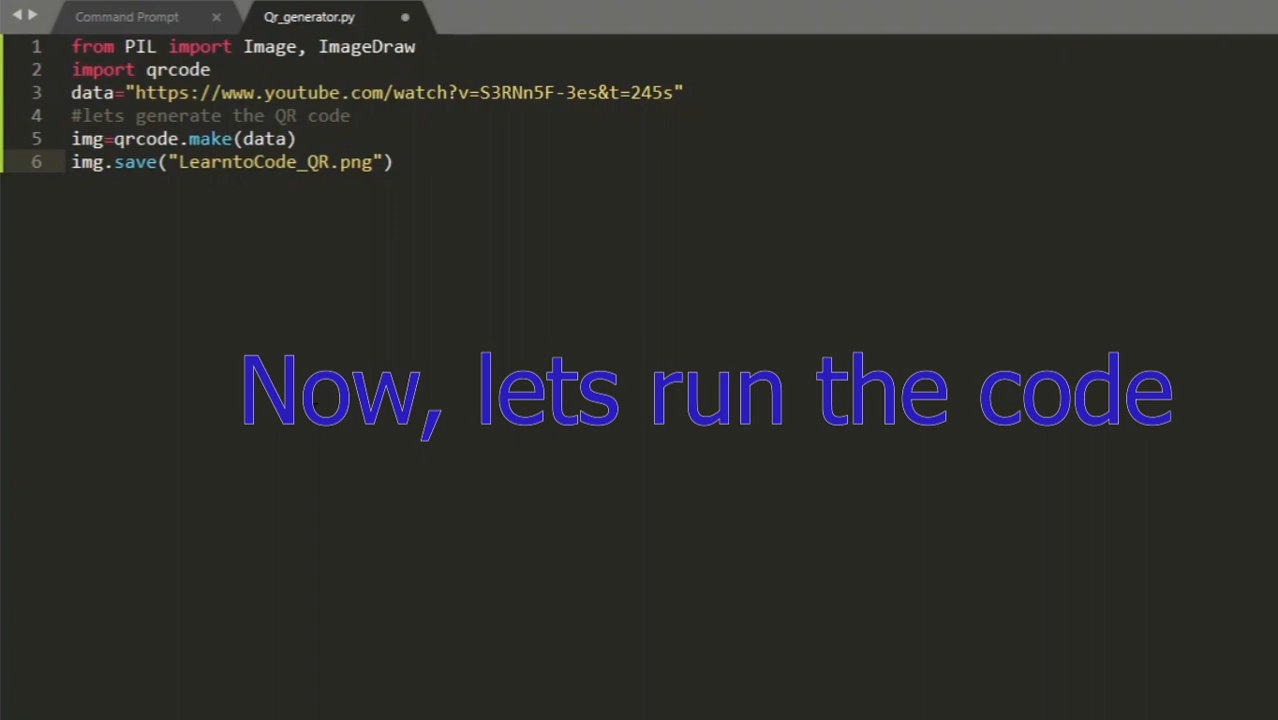 Command Prompt
Qr_generator.py
1 from PIL import Image, ImageDraw
2 import qrcode
3 data="https://www.youtube.com/watch?v=S3RNn5F-3es&t=245s"
4 #lets generate the QR code
5 img=qrcode.make(data)
6 img.save("LearntoCode_QR.png")
Now, lets run the code